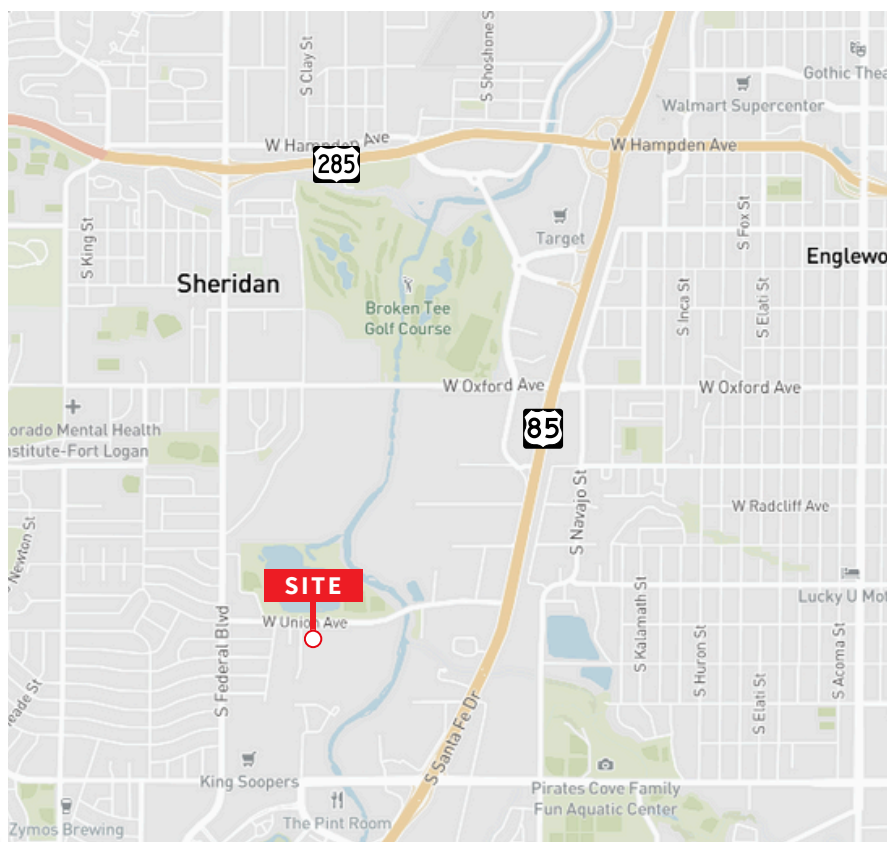 S Clay St
S Shoshone S
Gothic Thea
Walmart Supercenter
W Hampden Ave
285
W Hampden Ave
S King St
S Fox St
Target
Englewo
Sheridan
S Inca St
S Elati St
Broken Tee
Golf Course
W Oxford Ave
W Oxford Ave
85
orado Mental Health
nstitute-Fort Logan
S Navajo St
W Radcliff Ave
S Newton St
SITE
Lucky U Mot
W Union Ave
S Federal Blvd
S Kalamath St
S Huron St
S Acoma St
eade St
S Elati St
S Santa Fe Dr
King Soopers
Pirates Cove Family
Fun Aquatic Center
Zymos Brewing
The Pint Room